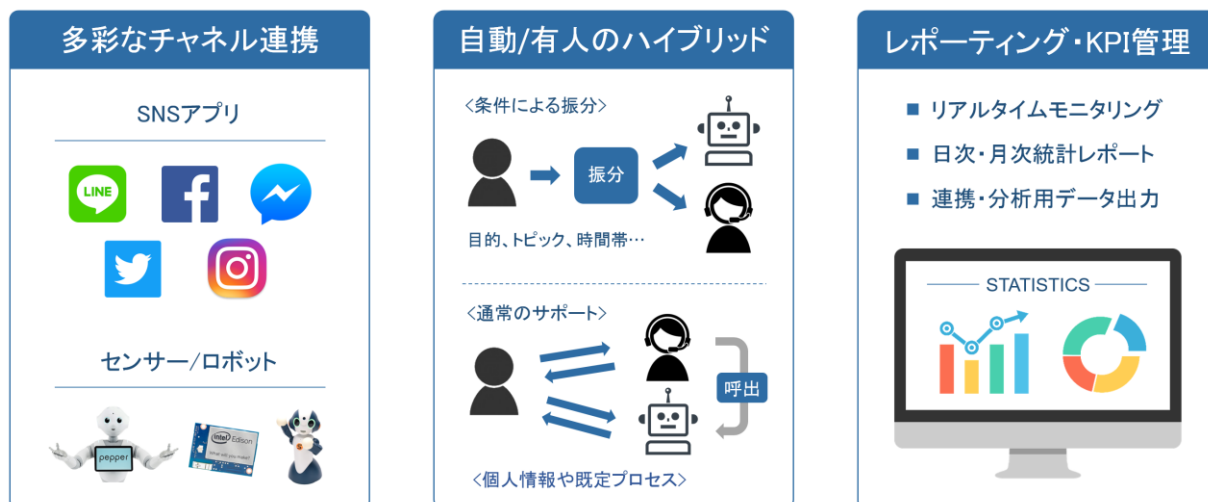 多彩なチャネル連携
SNSアプリ
LINE
センサー/ロボット
pepper
intel Edison
What will you make?
自動/有人のハイブリッド
<条件による振分>
振分
目的、トピック、時間帯…
<通常のサポート>
呼出
<個人情報や既定プロセス>
レポーティング・KPI管理
■ リアルタイムモニタリング
■ 日次・月次統計レポート
■ 連携・分析用データ出力
STATISTICS